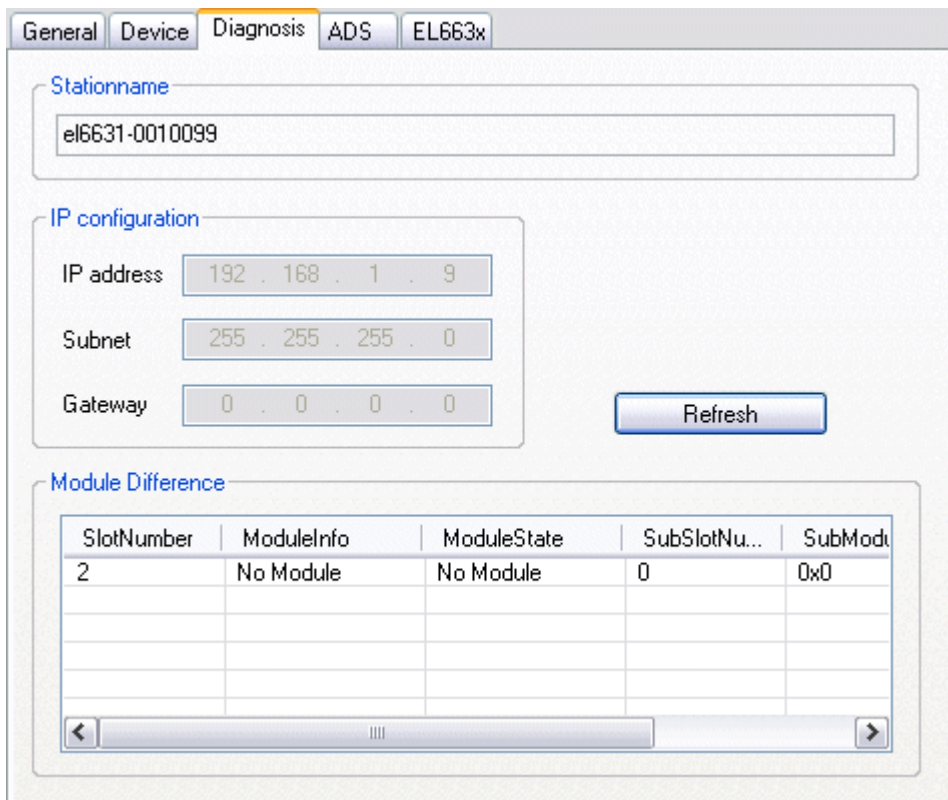 General Device Diagnosis ADS EL663x
Stationname
el6631-0010099
IP configuration
IP address 192 . 168 . 1 . 9
Subnet 255 . 255 . 255 . 0
Gateway 0 . 0 . 0 . 0
Refresh
Module Difference
SlotNumber ModuleInfo ModuleState SubSlotNu... SubModu
2 No Module No Module 0 0x0